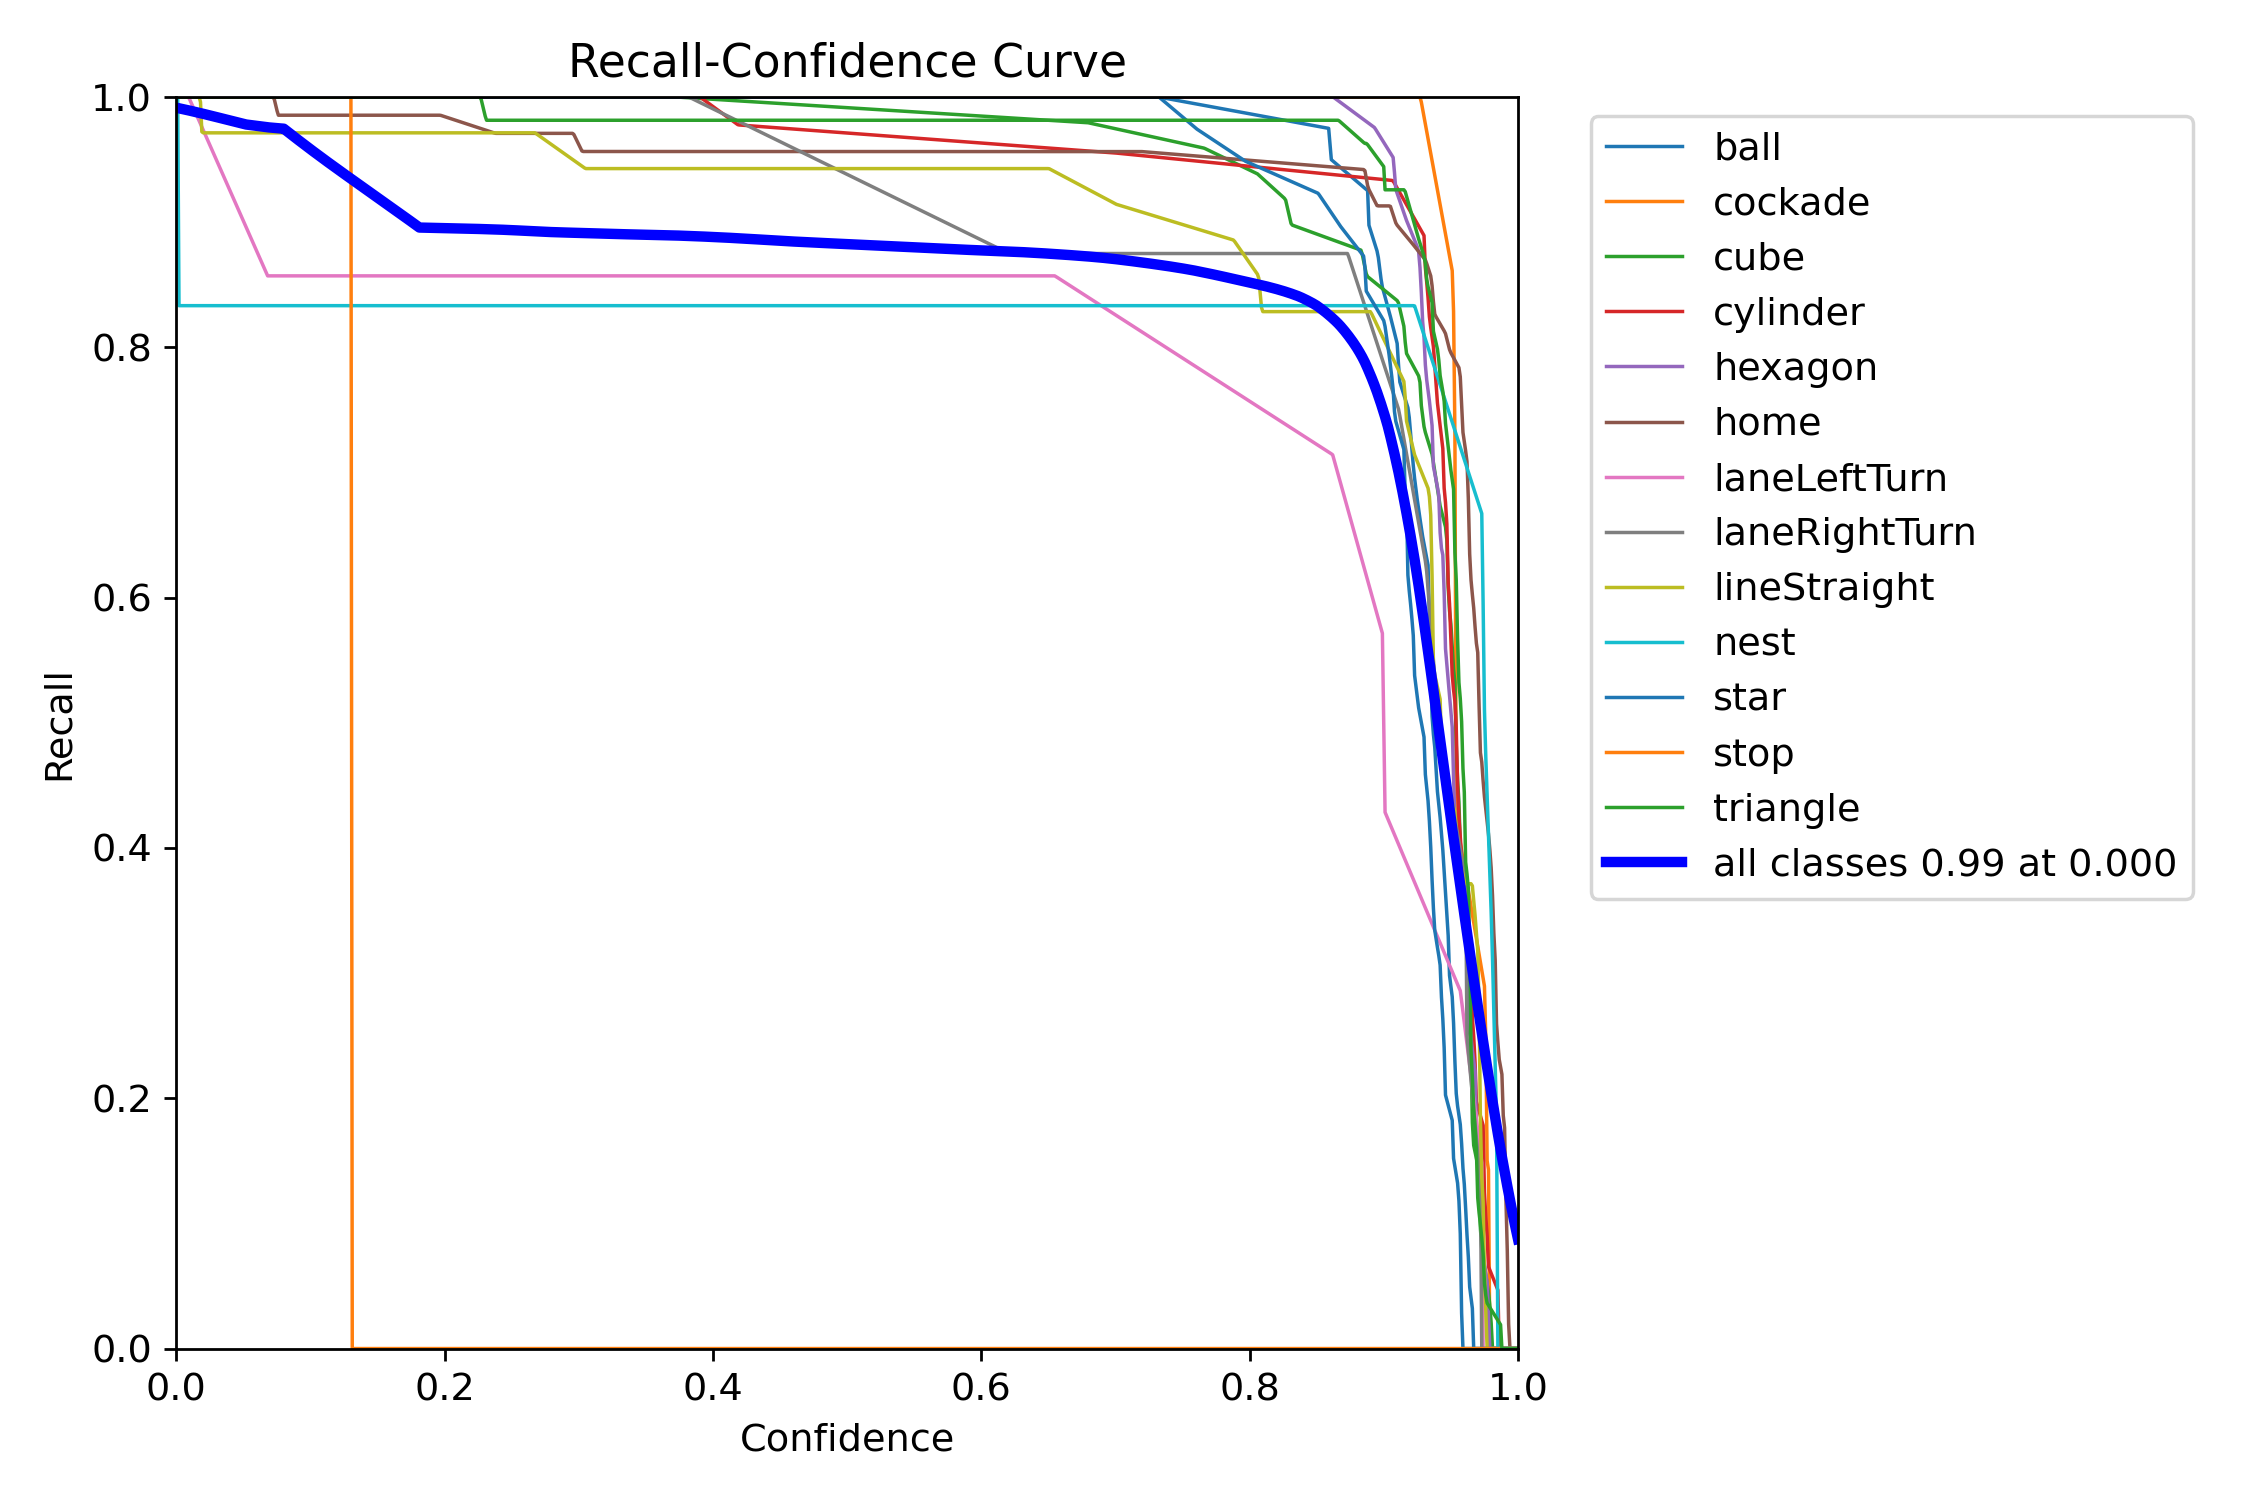 Recall-Confidence Curve
1.0
0.8
0.6
0.4
0.2
0.0
Recall
0.0 0.2 0.4 0.6 0.8 1.0
Confidence
ball
cockade
cube
cylinder
hexagon
home
laneLeftTurn
laneRightTurn
lineStraight
nest
star
stop
triangle
all classes 0.99 at 0.000